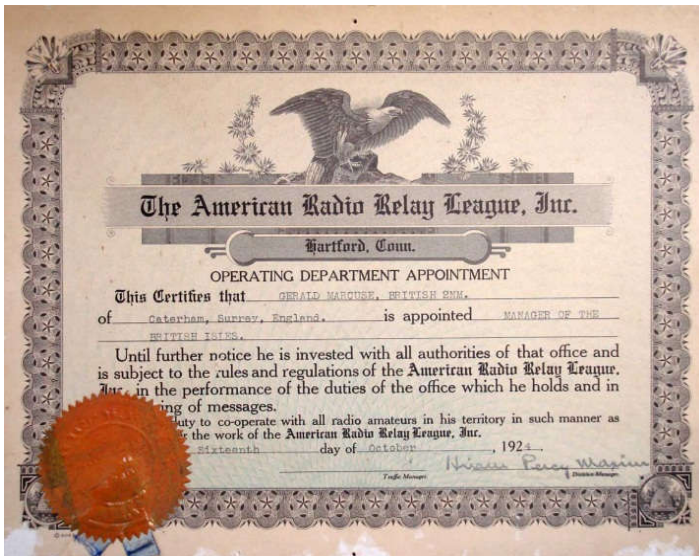 The American Radio Relay League, Inc.
Hartford, Conn.
OPERATING DEPARTMENT APPOINTMENT
This Certifies that GERALD MARCUSE, BRITISH 2NM.
of Caterham, Surrey, England. is appointed MANAGER OF THE
BRITISH ISLES.
Until further notice he is invested with all authorities of that office and
is subject to the rules and regulations of the American Radio Relay League,
Inc. in the performance of the duties of the office which he holds and in
ing of messages.
duty to co-operate with all radio amateurs in his territory in such manner as
the work of the American Radio Relay League, Inc.
Sixteenth day of October, 1924.
Hiram Percy Maxim
Traffic Manager Division Manager